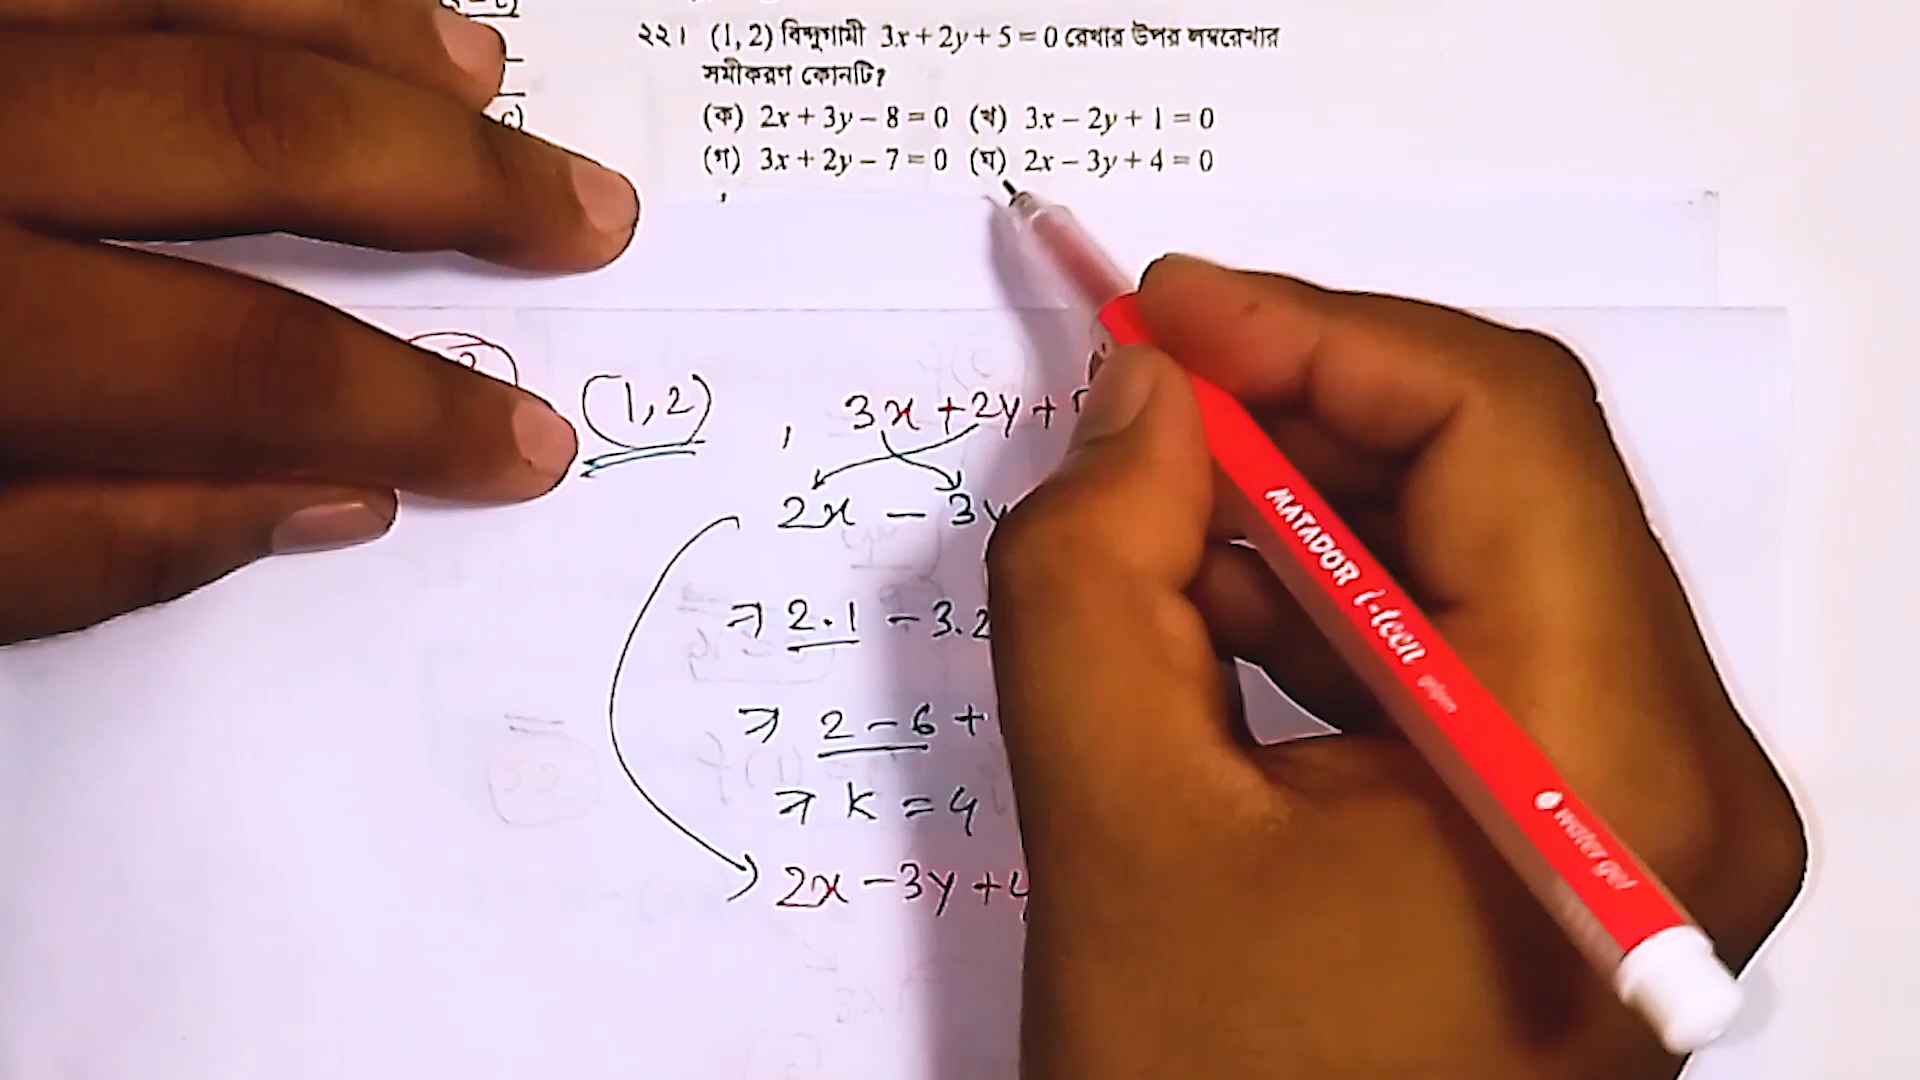 ২২। (1, 2) বিন্দুগামী 3x + 2y + 5 = 0 রেখার উপর লম্বরেখার
সমীকরণ কোনটি?
(ক) 2x + 3y – 8 = 0 (খ) 3x – 2y + 1 = 0
(গ) 3x + 2y – 7 = 0 (ঘ) 2x – 3y + 4 = 0
(1,2) , 3x + 2y +
2x – 3y
⇒ 2.1 – 3.2
⇒ 2 – 6 +
⇒ k = 4
2x – 3y + 4
MATADOR i-teen
water gel